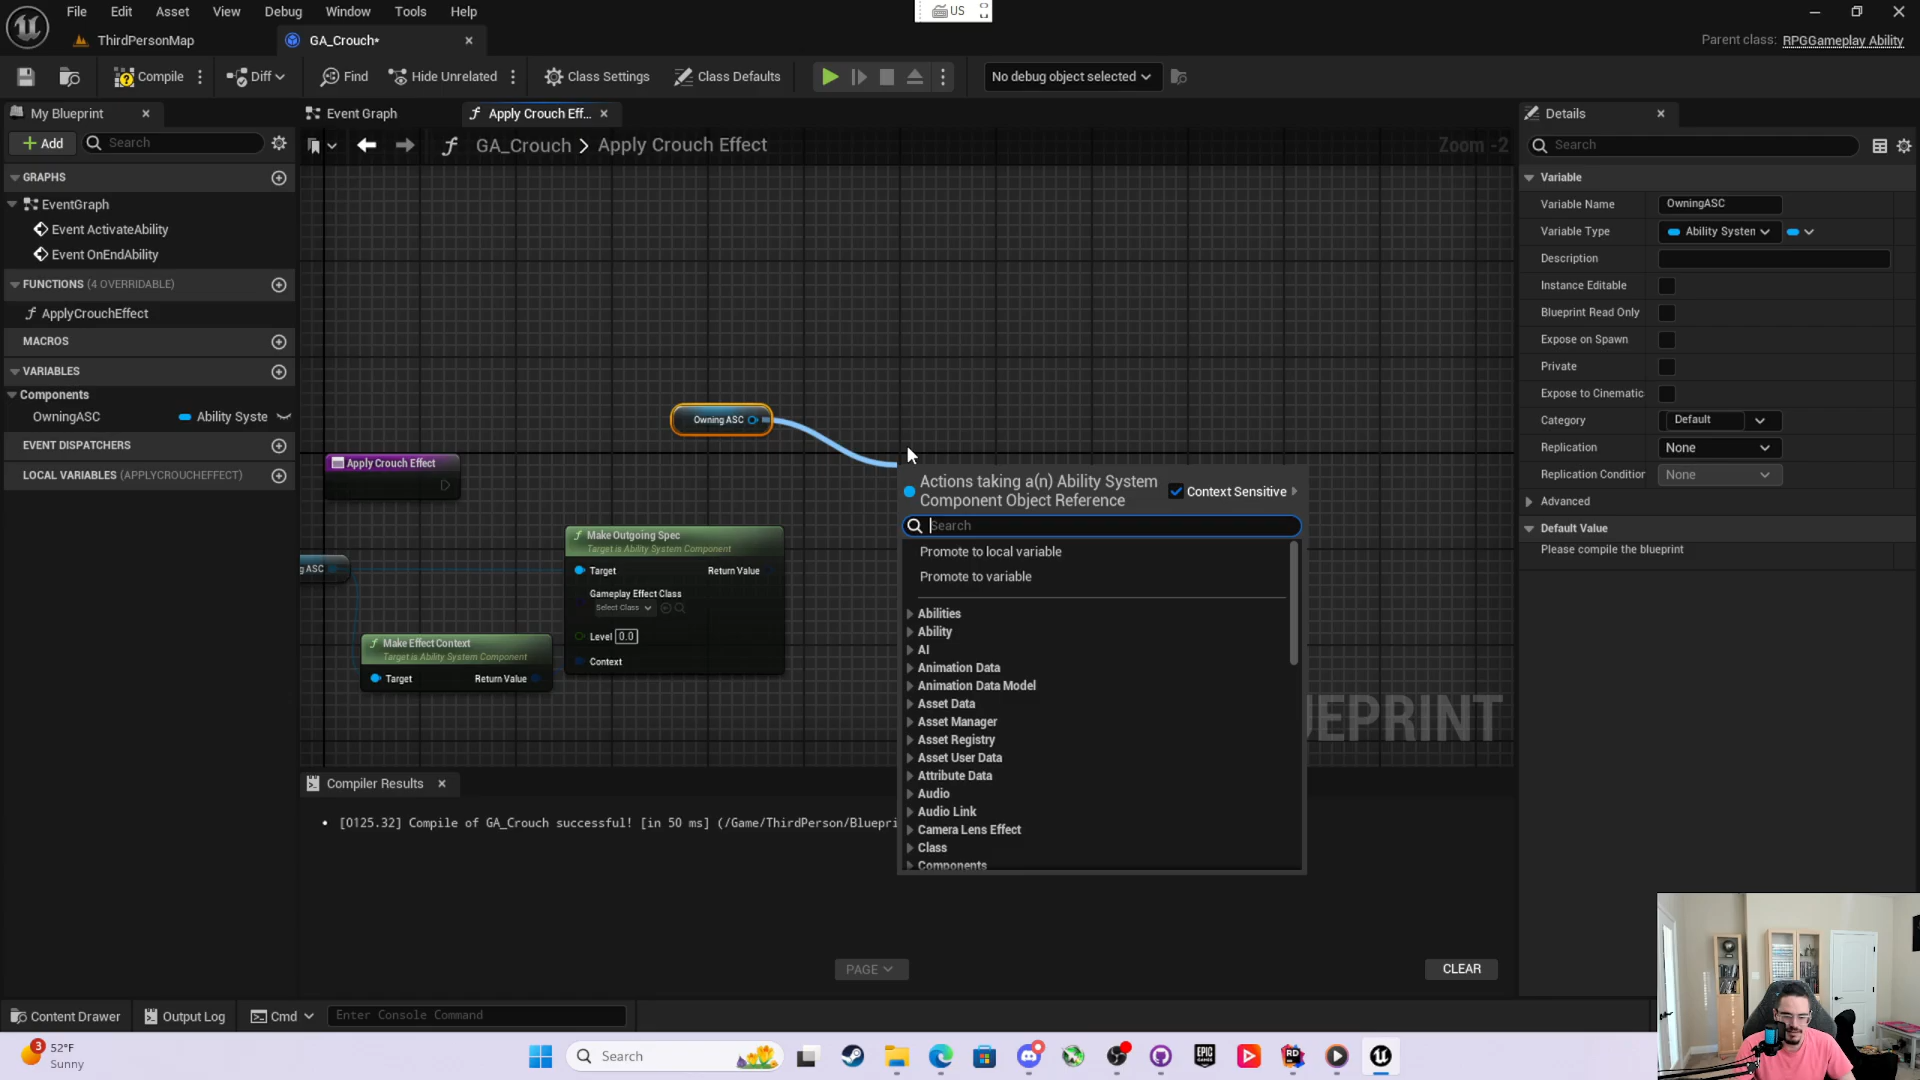 File Edit Asset View Debug Window Tools Help
US
ThirdPersonMap
GA_Crouch*
Parent class: RPGGameplay Ability
Compile
Diff
Find
Hide Unrelated
Class Settings
Class Defaults
No debug object selected
My Blueprint
Event Graph
Apply Crouch Eff...
Details
Add
Search
GA_Crouch > Apply Crouch Effect
Zoom -2
Search
GRAPHS
EventGraph
Event ActivateAbility
Event OnEndAbility
FUNCTIONS (4 OVERRIDABLE)
ApplyCrouchEffect
MACROS
VARIABLES
Components
OwningASC
Ability Syste
EVENT DISPATCHERS
LOCAL VARIABLES (APPLYCROUCHEFFECT)
Apply Crouch Effect
Owning ASC
g ASC
Make Outgoing Spec
Target is Ability System Component
Target
Return Value
Gameplay Effect Class
Select Class
Level 0.0
Context
Make Effect Context
Target is Ability System Component
Target
Return Value
Actions taking a(n) Ability System
Component Object Reference
Context Sensitive
Search
Promote to local variable
Promote to variable
Abilities
Ability
AI
Animation Data
Animation Data Model
Asset Data
Asset Manager
Asset Registry
Asset User Data
Attribute Data
Audio
Audio Link
Camera Lens Effect
Class
Components
UEPRINT
Variable
Variable Name
OwningASC
Variable Type
Ability System
Description
Instance Editable
Blueprint Read Only
Expose on Spawn
Private
Expose to Cinematic
Category
Default
Replication
None
Replication Condition
None
Advanced
Default Value
Please compile the blueprint
Compiler Results
[0125.32] Compile of GA_Crouch successful! [in 50 ms] (/Game/ThirdPerson/Bluepri
PAGE
CLEAR
Content Drawer
Output Log
Cmd
Enter Console Command
3
52°F
Sunny
Search
EPIC
GAMES
RD